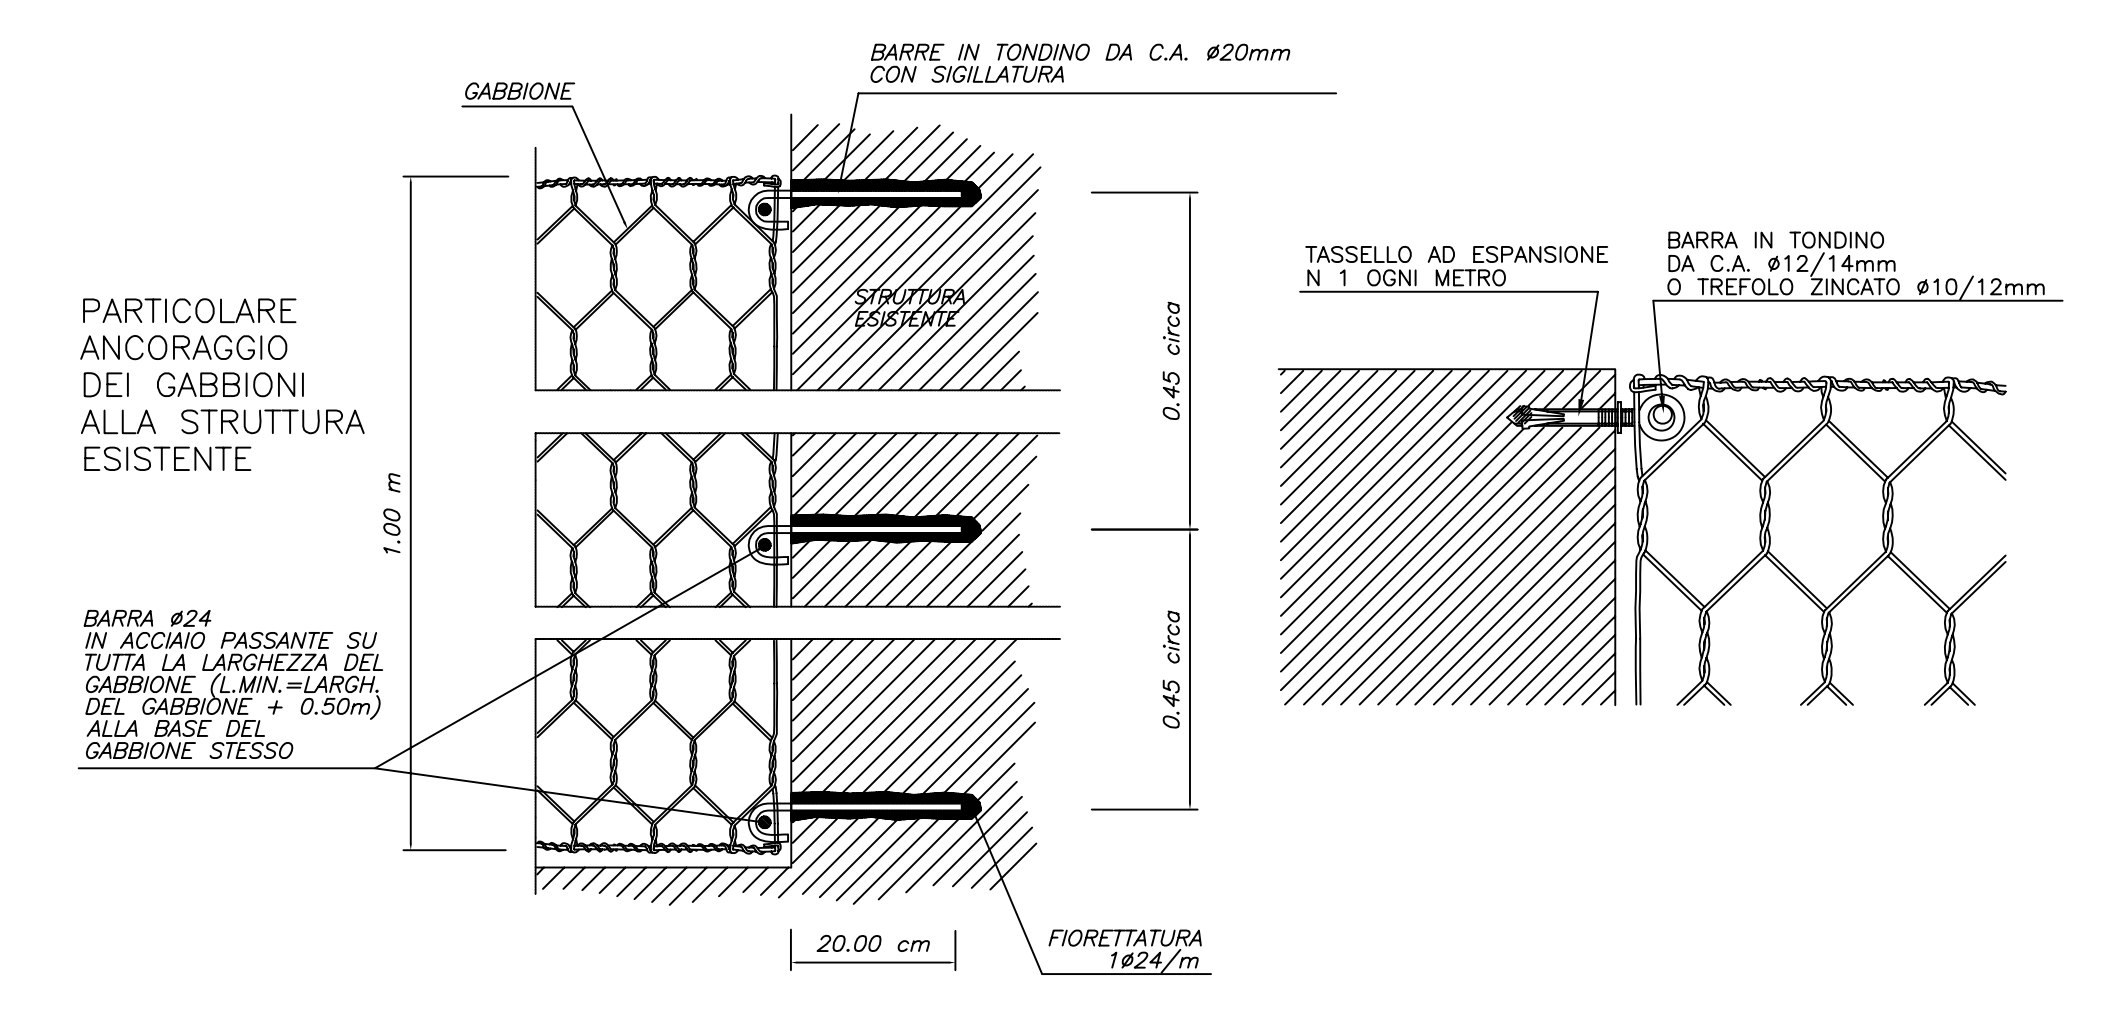 BARRE IN TONDINO DA C.A. ø20mm
CON SIGILLATURA
GABBIONE
PARTICOLARE
ANCORAGGIO
DEI GABBIONI
ALLA STRUTTURA
ESISTENTE
STRUTTURA
ESISTENTE
1.00 m
0.45 circa
0.45 circa
BARRA ø24
IN ACCIAIO PASSANTE SU
TUTTA LA LARGHEZZA DEL
GABBIONE (L.MIN.=LARGH.
DEL GABBIONE + 0.50m)
ALLA BASE DEL
GABBIONE STESSO
20.00 cm
FIORETTATURA
1ø24/m
TASSELLO AD ESPANSIONE
N 1 OGNI METRO
BARRA IN TONDINO
DA C.A. ø12/14mm
O TREFOLO ZINCATO ø10/12mm